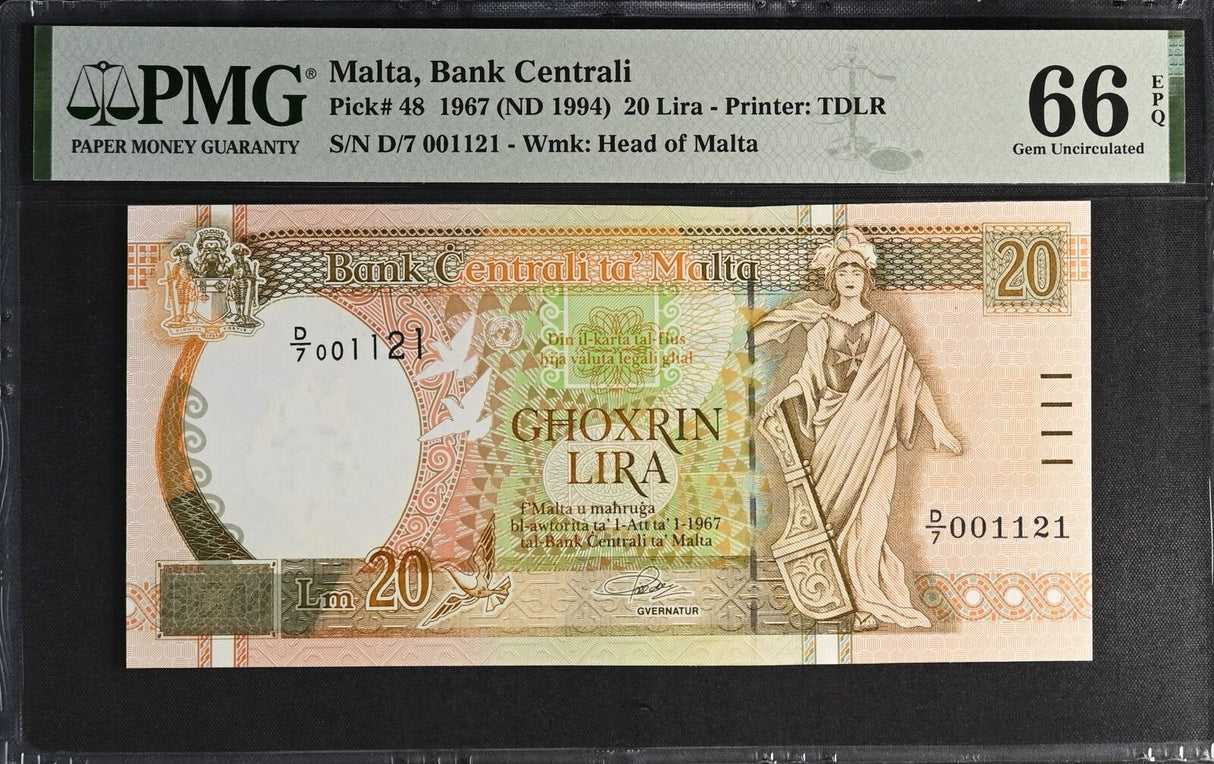 PMG®
PAPER MONEY GUARANTY
Malta, Bank Centrali
Pick# 48 1967 (ND 1994) 20 Lira - Printer: TDLR
S/N D/7 001121 - Wmk: Head of Malta
66
EPQ
Gem Uncirculated
Bank Ċentrali ta' Malta
20
D/7 001121
Din il-karta tal-flus
hija valuta legali għal
GĦOXRIN
LIRA
f'Malta u maħruġa
bl-awtorità ta' l-Att ta' l-1967
tal-Bank Ċentrali ta' Malta
D/7 001121
Lm 20
GVERNATUR